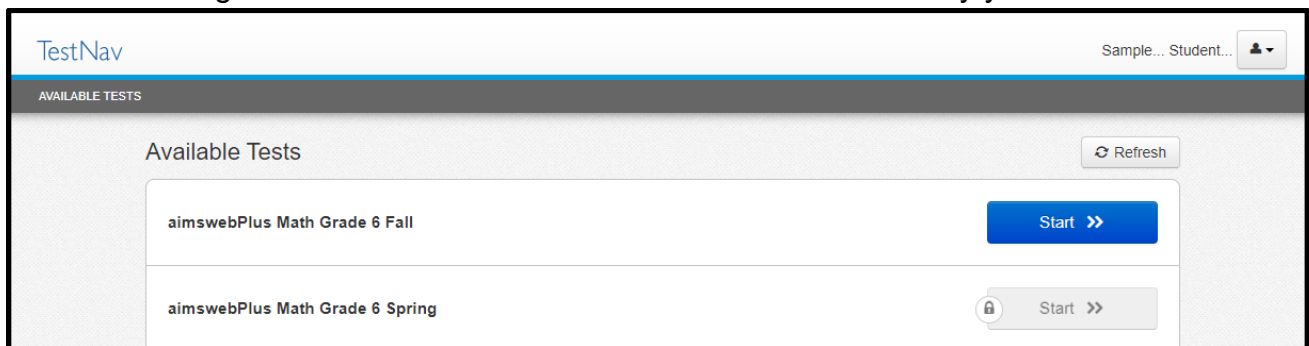 TestNav
Sample... Student...
AVAILABLE TESTS
Available Tests
Refresh
aimswebPlus Math Grade 6 Fall
Start »
aimswebPlus Math Grade 6 Spring
Start »